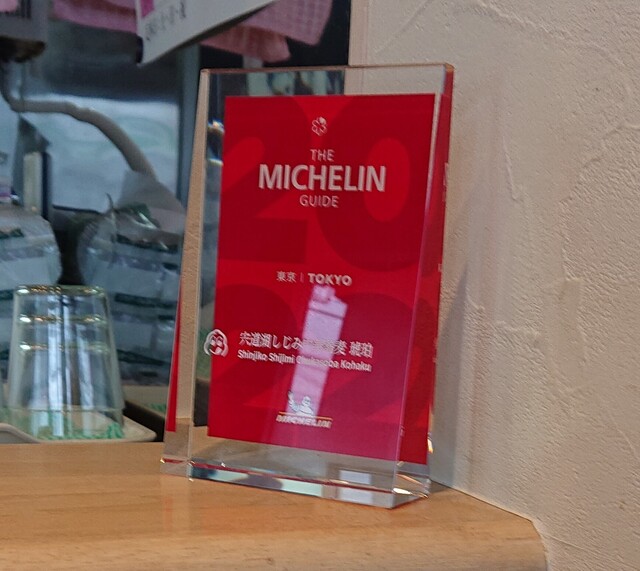 THE
MICHELIN
GUIDE
東京 | TOKYO
宍道湖しじみ 麦 琥珀
Shinjiko Shijimi Kohaku
MICHELIN
2022